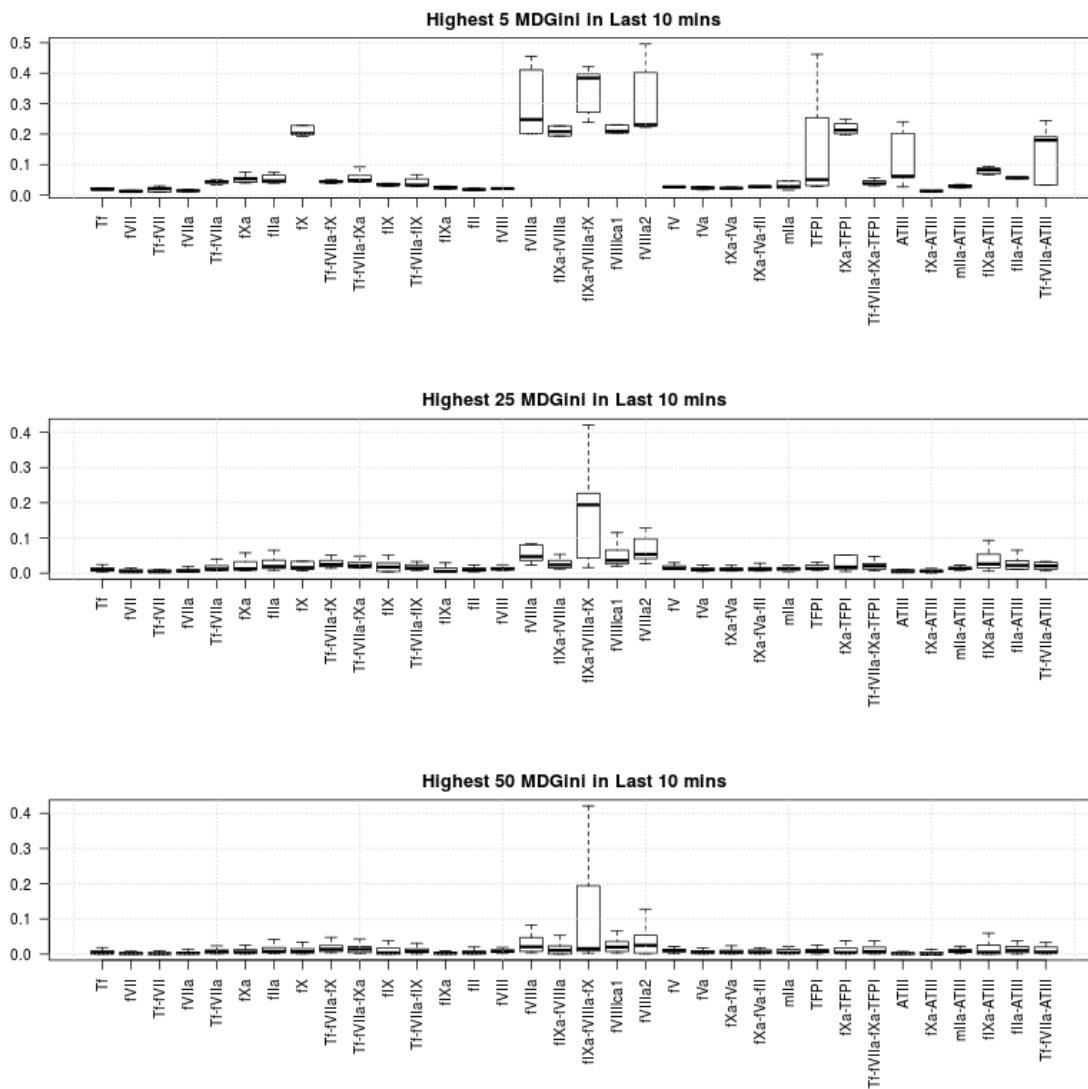 Highest 5 MDGini in Last 10 mins
0.5
0.4
0.3
0.2
0.1
0.0
Tf
fVII
Tf-fVII
fVIIa
Tf-fVIIa
fXa
fIIa
fX
Tf-fVIIa-fX
Tf-fVIIa-fXa
fIX
Tf-fVIIa-fIX
fIXa
fII
fVIII
fVIIIa
fIXa-fVIIIa
fIXa-fVIIIa-fX
fVIIIIca1
fVIIIa2
fV
fVa
fXa-fVa
fXa-fVa-fII
mIIa
TFPI
fXa-TFPI
Tf-fVIIa-fXa-TFPI
ATIII
fXa-ATIII
mIIa-ATIII
fIXa-ATIII
fIIa-ATIII
Tf-fVIIa-ATIII
Highest 25 MDGini in Last 10 mins
0.4
0.3
0.2
0.1
0.0
Tf
fVII
Tf-fVII
fVIIa
Tf-fVIIa
fXa
fIIa
fX
Tf-fVIIa-fX
Tf-fVIIa-fXa
fIX
Tf-fVIIa-fIX
fIXa
fII
fVIII
fVIIIa
fIXa-fVIIIa
fIXa-fVIIIa-fX
fVIIIIca1
fVIIIa2
fV
fVa
fXa-fVa
fXa-fVa-fII
mIIa
TFPI
fXa-TFPI
Tf-fVIIa-fXa-TFPI
ATIII
fXa-ATIII
mIIa-ATIII
fIXa-ATIII
fIIa-ATIII
Tf-fVIIa-ATIII
Highest 50 MDGini in Last 10 mins
0.4
0.3
0.2
0.1
0.0
Tf
fVII
Tf-fVII
fVIIa
Tf-fVIIa
fXa
fIIa
fX
Tf-fVIIa-fX
Tf-fVIIa-fXa
fIX
Tf-fVIIa-fIX
fIXa
fII
fVIII
fVIIIa
fIXa-fVIIIa
fIXa-fVIIIa-fX
fVIIIIca1
fVIIIa2
fV
fVa
fXa-fVa
fXa-fVa-fII
mIIa
TFPI
fXa-TFPI
Tf-fVIIa-fXa-TFPI
ATIII
fXa-ATIII
mIIa-ATIII
fIXa-ATIII
fIIa-ATIII
Tf-fVIIa-ATIII